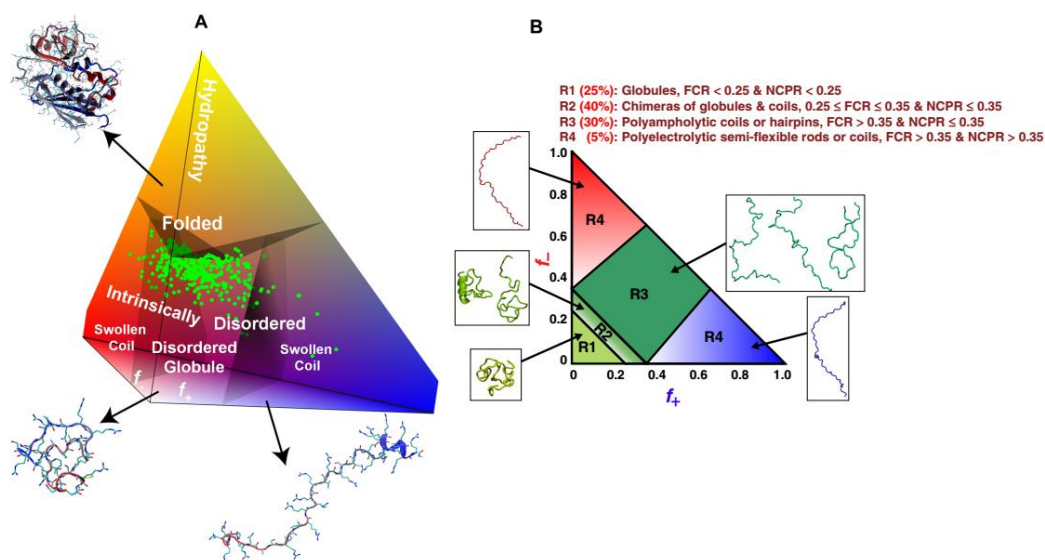 A
Hydropathy
Folded
Intrinsically
Disordered
Swollen
Coil
Disordered
Globule
Swollen
Coil
f
f+
B
R1 (25%): Globules, FCR < 0.25 & NCPR < 0.25
R2 (40%): Chimeras of globules & coils, 0.25 ≤ FCR ≤ 0.35 & NCPR ≤ 0.35
R3 (30%): Polyampholytic coils or hairpins, FCR > 0.35 & NCPR ≤ 0.35
R4 (5%): Polyelectrolytic semi-flexible rods or coils, FCR > 0.35 & NCPR > 0.35
1.0
0.8
0.6
0.4
0.2
0
f–
R4
R3
R2
R1
R4
0 0.2 0.4 0.6 0.8 1.0
f+